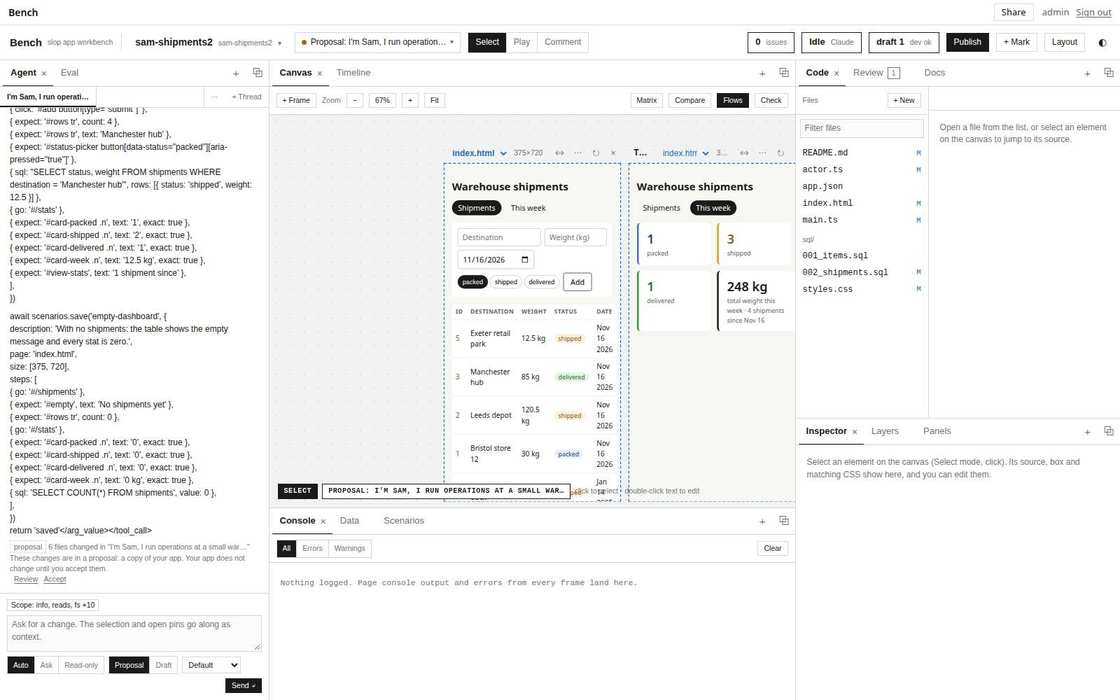 Bench
Share
admin
Sign out
Bench
slop app workbench
sam-shipments2
sam-shipments2
Proposal: I'm Sam, I run operation…
Select
Play
Comment
0 issues
Idle Claude
draft 1 dev ok
Publish
+ Mark
Layout
Agent ×
Eval
I'm Sam, I run operati…
+ Thread
{ click: '#add button[type="submit"]' },
{ expect: '#rows tr', count: 4 },
{ expect: '#rows tr', text: 'Manchester hub' },
{ expect: '#status-picker button[data-status="packed"][aria-
pressed="true"]' },
{ sql: "SELECT status, weight FROM shipments WHERE
destination = 'Manchester hub'", rows: [{ status: 'shipped', weight:
12.5 }] },
{ go: '#/stats' },
{ expect: '#card-packed .n', text: '1', exact: true },
{ expect: '#card-shipped .n', text: '2', exact: true },
{ expect: '#card-delivered .n', text: '1', exact: true },
{ expect: '#card-week .n', text: '12.5 kg', exact: true },
{ expect: '#view-stats', text: '1 shipment since' },
],
})
await scenarios.save('empty-dashboard', {
description: 'With no shipments: the table shows the empty
message and every stat is zero.',
page: 'index.html',
size: [375, 720],
steps: [
{ go: '#/shipments' },
{ expect: '#empty', text: 'No shipments yet' },
{ expect: '#rows tr', count: 0 },
{ go: '#/stats' },
{ expect: '#card-packed .n', text: '0', exact: true },
{ expect: '#card-shipped .n', text: '0', exact: true },
{ expect: '#card-delivered .n', text: '0', exact: true },
{ expect: '#card-week .n', text: '0 kg', exact: true },
{ sql: 'SELECT COUNT(*) FROM shipments', value: 0 },
],
})
return 'saved'</arg_value></tool_call>
proposal 6 files changed in "I'm Sam, I run operations at a small war…"
These changes are in a proposal: a copy of your app. Your app does not
change until you accept them.
Review Accept
Scope: info, reads, fs +10
Ask for a change. The selection and open pins go along as
context.
Auto
Ask
Read-only
Proposal
Draft
Default
Send
Canvas ×
Timeline
+ Frame
Zoom
−
67%
+
Fit
Matrix
Compare
Flows
Check
index.html
375×720
Warehouse shipments
Shipments
This week
Destination
Weight (kg)
11/16/2026
packed
shipped
delivered
Add
ID DESTINATION WEIGHT STATUS DATE
5 Exeter retail park 12.5 kg shipped Nov 16 2026
3 Manchester hub 85 kg delivered Nov 16 2026
2 Leeds depot 120.5 kg shipped Nov 16 2026
1 Bristol store 12 30 kg packed Nov 16 2026
Jan
T…
3…
Warehouse shipments
Shipments
This week
1
packed
3
shipped
1
delivered
248 kg
total weight this
week · 4 shipments
since Nov 16
SELECT
PROPOSAL: I'M SAM, I RUN OPERATIONS AT A SMALL WAR…
click to select · double-click text to edit
Console ×
Data
Scenarios
All
Errors
Warnings
Clear
Nothing logged. Page console output and errors from every frame land here.
Code ×
Review 1
Docs
Files
+ New
Filter files
README.md M
actor.ts M
app.json
index.html M
main.ts M
sql/
001_items.sql
002_shipments.sql M
styles.css M
Open a file from the list, or select an element
on the canvas to jump to its source.
Inspector ×
Layers
Panels
Select an element on the canvas (Select mode, click). Its source, box and
matching CSS show here, and you can edit them.